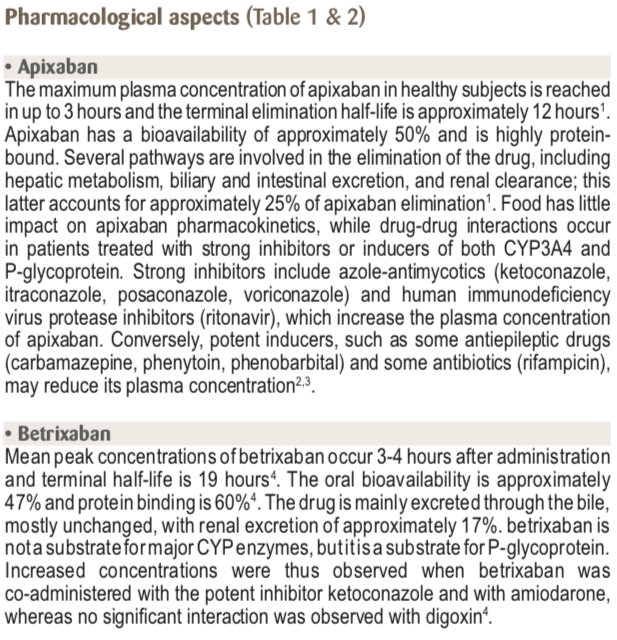 Pharmacological aspects (Table 1 & 2)
• Apixaban
The maximum plasma concentration of apixaban in healthy subjects is reached
in up to 3 hours and the terminal elimination half-life is approximately 12 hours¹.
Apixaban has a bioavailability of approximately 50% and is highly protein-
bound. Several pathways are involved in the elimination of the drug, including
hepatic metabolism, biliary and intestinal excretion, and renal clearance; this
latter accounts for approximately 25% of apixaban elimination¹. Food has little
impact on apixaban pharmacokinetics, while drug-drug interactions occur
in patients treated with strong inhibitors or inducers of both CYP3A4 and
P-glycoprotein. Strong inhibitors include azole-antimycotics (ketoconazole,
itraconazole, posaconazole, voriconazole) and human immunodeficiency
virus protease inhibitors (ritonavir), which increase the plasma concentration
of apixaban. Conversely, potent inducers, such as some antiepileptic drugs
(carbamazepine, phenytoin, phenobarbital) and some antibiotics (rifampicin),
may reduce its plasma concentration²,³.
• Betrixaban
Mean peak concentrations of betrixaban occur 3-4 hours after administration
and terminal half-life is 19 hours⁴. The oral bioavailability is approximately
47% and protein binding is 60%⁴. The drug is mainly excreted through the bile,
mostly unchanged, with renal excretion of approximately 17%. betrixaban is
not a substrate for major CYP enzymes, but it is a substrate for P-glycoprotein.
Increased concentrations were thus observed when betrixaban was
co-administered with the potent inhibitor ketoconazole and with amiodarone,
whereas no significant interaction was observed with digoxin⁴.